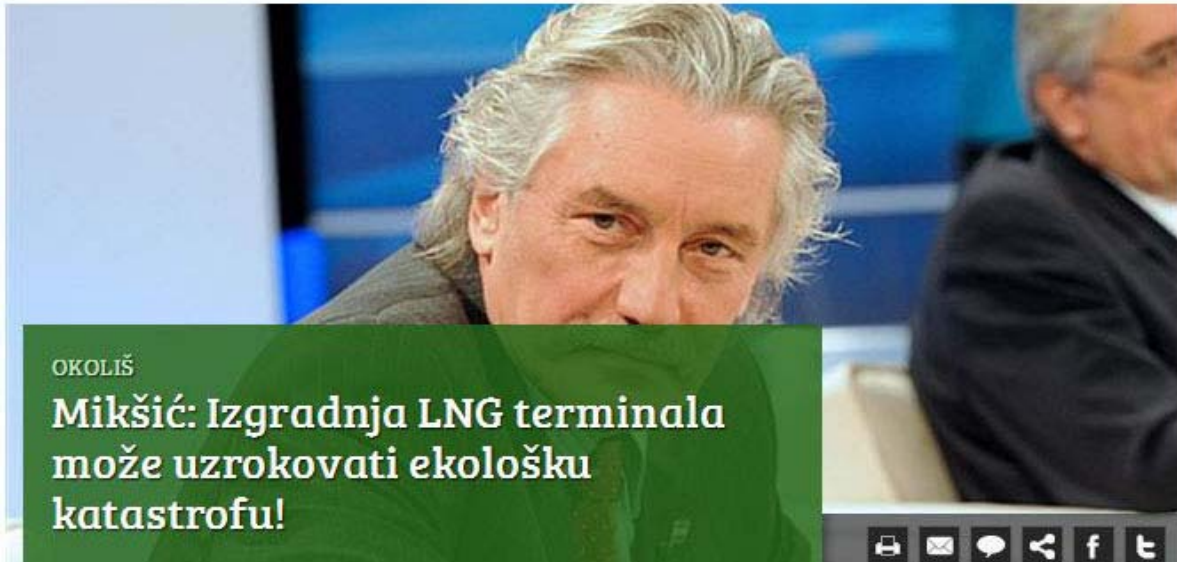 OKOLIŠ
Mikšić: Izgradnja LNG terminala
može uzrokovati ekološku
katastrofu!